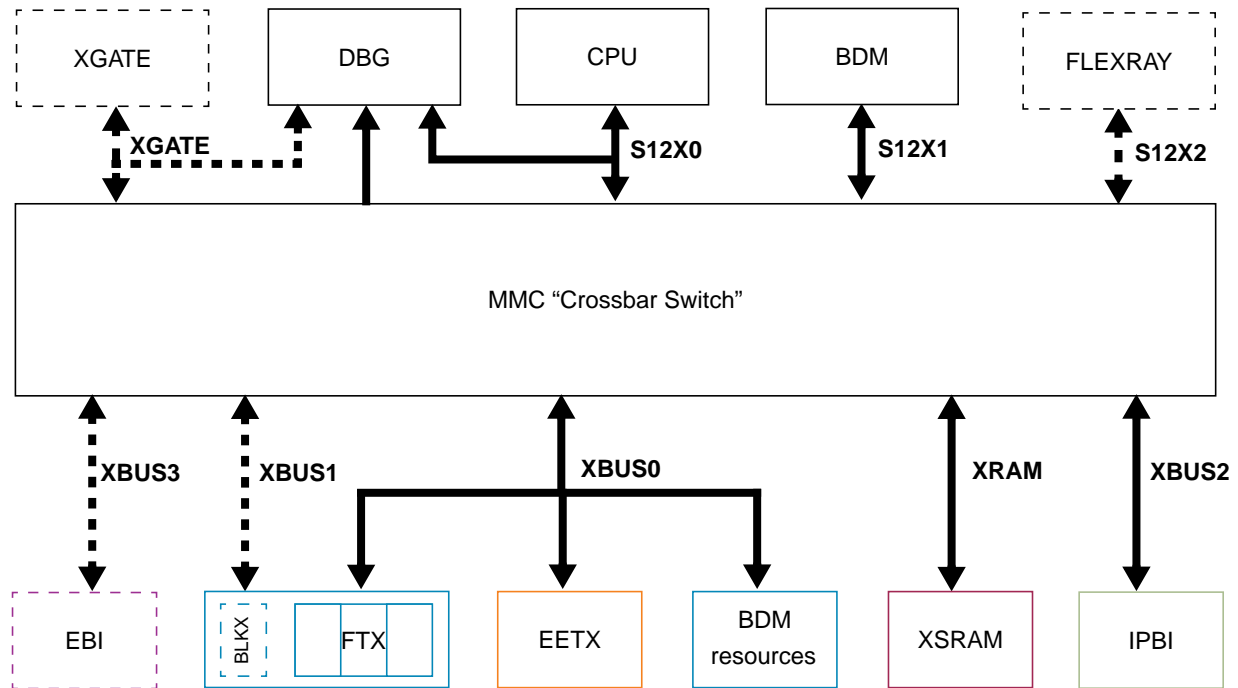 XGATE
DBG
CPU
BDM
FLEXRAY
XGATE
S12X0
S12X1
S12X2
MMC “Crossbar Switch”
XBUS3
XBUS1
XBUS0
XRAM
XBUS2
EBI
BLKX
FTX
EETX
BDM
resources
XSRAM
IPBI